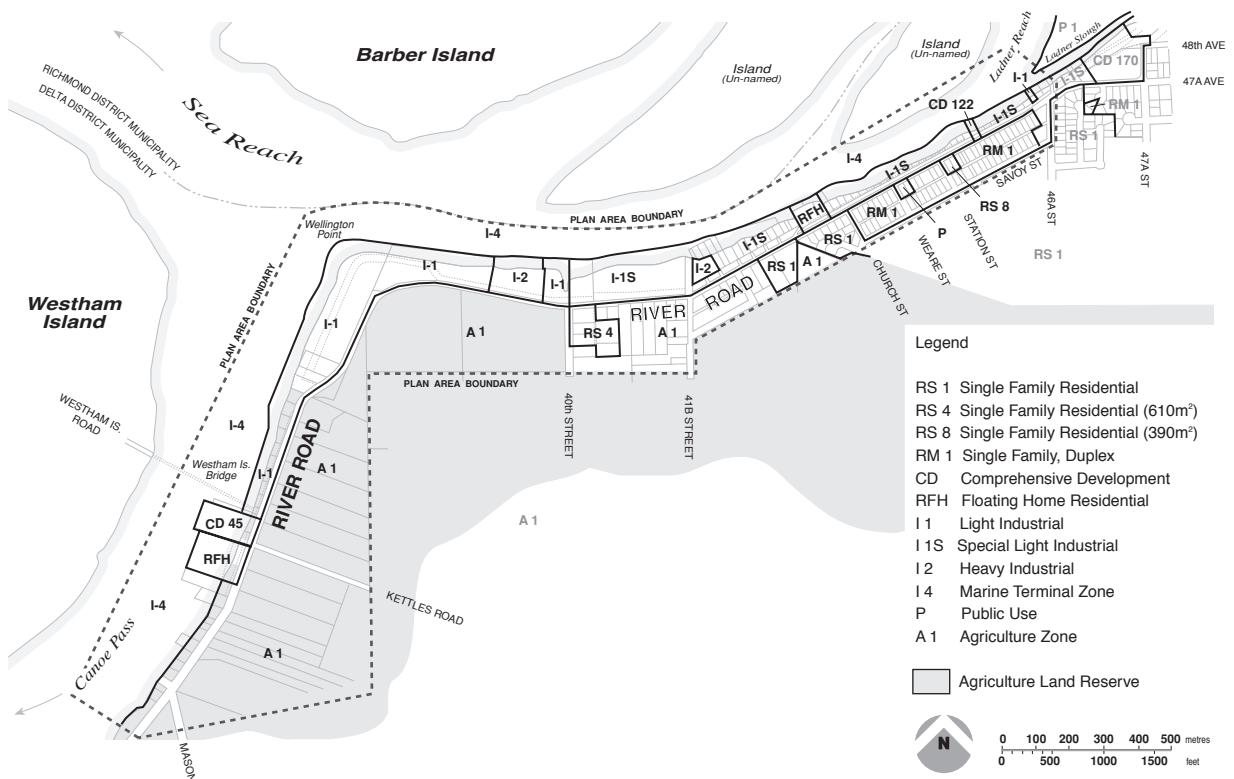 Barber Island
Island
(Un-named)
Island
(Un-named)
Ladner Reach
P 1
Ladner Slough
CD 170
48th AVE
47A AVE
RICHMOND DISTRICT MUNICIPALITY
DELTA DISTRICT MUNICIPALITY
Sea Reach
I-1
I-1S
CD 122
I-1S
RM 1
RS 1
I-4
I-1S
RM 1
SAVOY ST
47A ST
46A ST
RS 8
STATION ST
P
WEARE ST
RM 1
RFH
PLAN AREA BOUNDARY
Wellington
Point
I-4
I-1S
RS 1
RS 1
A 1
CHURCH ST
RS 1
I-1
I-2
I-1
I-1S
I-2
ROAD
RIVER
Westham
Island
PLAN AREA BOUNDARY
I-1
A 1
RS 4
A 1
PLAN AREA BOUNDARY
40th STREET
41B STREET
WESTHAM IS.
ROAD
I-4
Westham Is.
Bridge
I-1
RIVER ROAD
A 1
A 1
CD 45
RFH
KETTLES ROAD
I-4
A 1
Canoe Pass
MASON
Legend
RS 1 Single Family Residential
RS 4 Single Family Residential (610m²)
RS 8 Single Family Residential (390m²)
RM 1 Single Family, Duplex
CD Comprehensive Development
RFH Floating Home Residential
I 1 Light Industrial
I 1S Special Light Industrial
I 2 Heavy Industrial
I 4 Marine Terminal Zone
P Public Use
A 1 Agriculture Zone
Agriculture Land Reserve
N
0 100 200 300 400 500 metres
0 500 1000 1500 feet